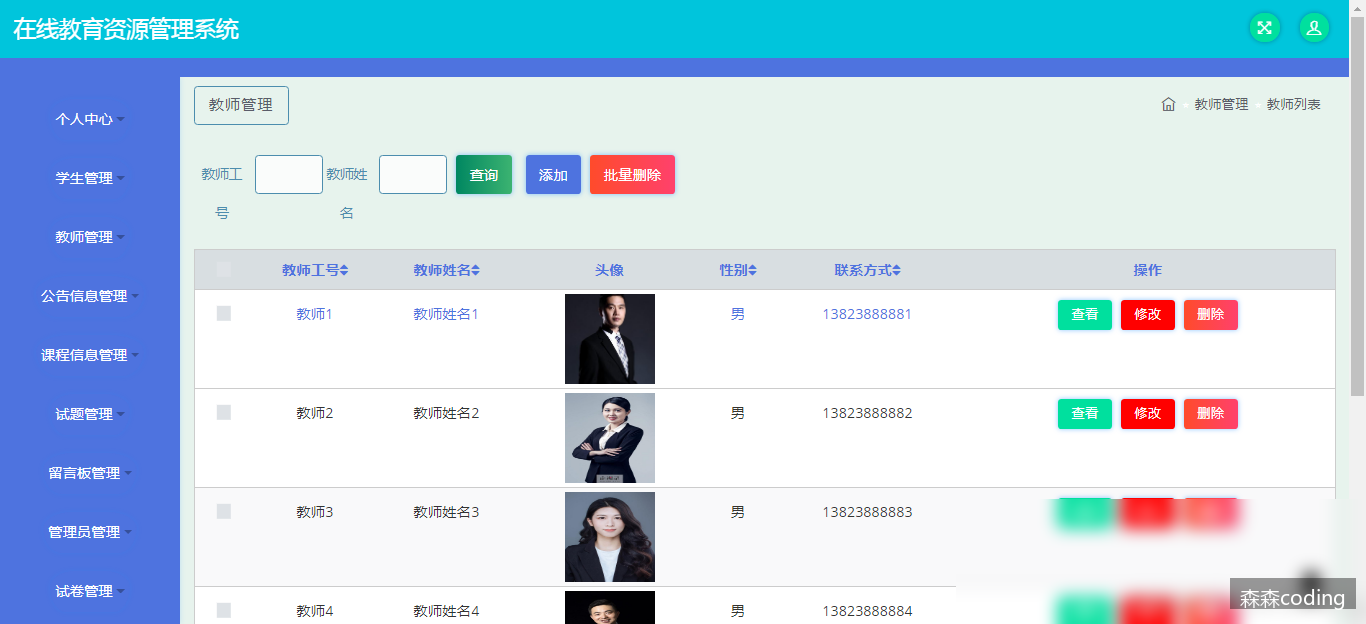 在线教育资源管理系统
个人中心
学生管理
教师管理
公告信息管理
课程信息管理
试题管理
留言板管理
管理员管理
试卷管理
教师管理
教师管理 教师列表
教师工号 教师姓名 查询 添加 批量删除
教师工号 教师姓名 头像 性别 联系方式 操作
教师1 教师姓名1 男 13823888881 查看 修改 删除
教师2 教师姓名2 男 13823888882 查看 修改 删除
教师3 教师姓名3 男 13823888883
教师4 教师姓名4 男 13823888884
森森coding